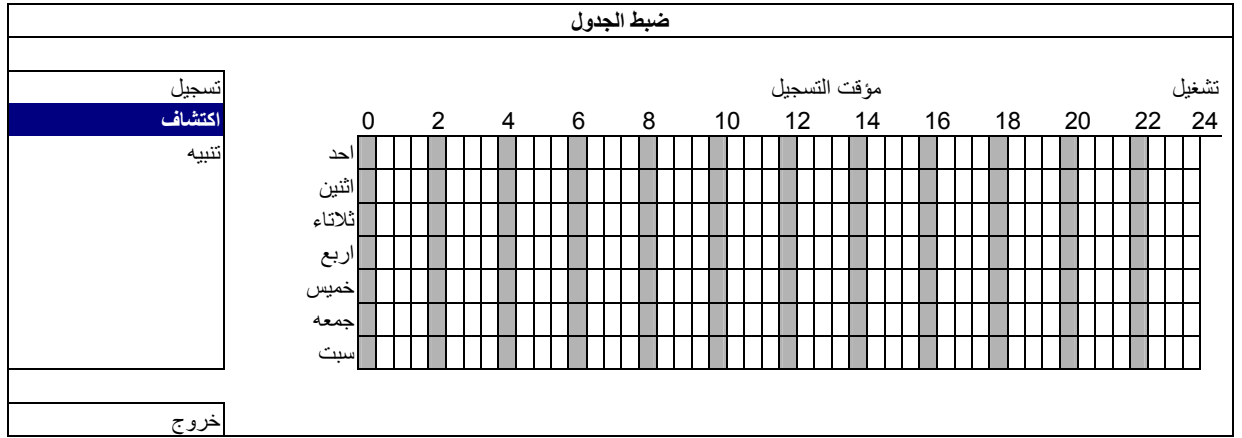 ضبط الجدول
تسجيل
اكتشاف
تنبيه
مؤقت التسجيل تشغيل
0 2 4 6 8 10 12 14 16 18 20 22 24
احد
اثنين
ثلاثاء
اربع
خميس
جمعه
سبت
خروج